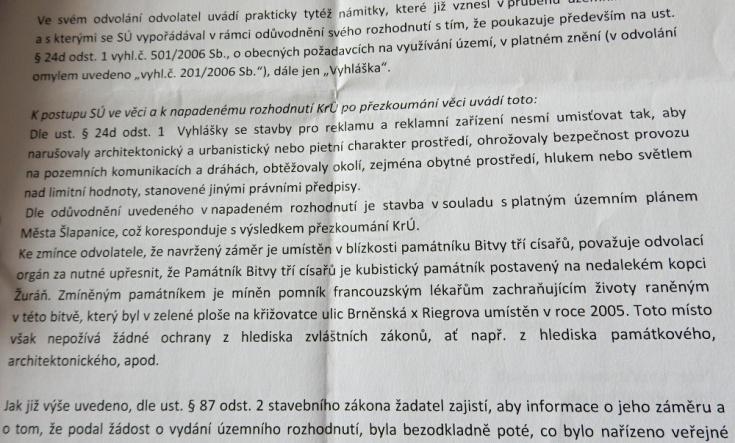 Ve svém odvolání odvolatel uvádí prakticky tytéž námitky, které již vznesl v průběhu
a s kterými se SÚ vypořádával v rámci odůvodnění svého rozhodnutí s tím, že poukazuje především na ust.
§ 24d odst. 1 vyhl.č. 501/2006 Sb., o obecných požadavcích na využívání území, v platném znění (v odvolání
omylem uvedeno „vyhl.č. 201/2006 Sb.“), dále jen „Vyhláška“.
K postupu SÚ ve věci a k napadenému rozhodnutí KrÚ po přezkoumání věci uvádí toto:
Dle ust. § 24d odst. 1 Vyhlášky se stavby pro reklamu a reklamní zařízení nesmí umisťovat tak, aby
narušovaly architektonický a urbanistický nebo pietní charakter prostředí, ohrožovaly bezpečnost provozu
na pozemních komunikacích a dráhách, obtěžovaly okolí, zejména obytné prostředí, hlukem nebo světlem
nad limitní hodnoty, stanovené jinými právními předpisy.
Dle odůvodnění uvedeného v napadeném rozhodnutí je stavba v souladu s platným územním plánem
Města Šlapanice, což koresponduje s výsledkem přezkoumání KrÚ.
Ke zmínce odvolatele, že navržený záměr je umístěn v blízkosti památníku Bitvy tří císařů, považuje odvolací
orgán za nutné upřesnit, že Památník Bitvy tří císařů je kubistický památník postavený na nedalekém kopci
Žuráň. Zmíněným památníkem je míněn pomník francouzským lékařům zachraňujícím životy raněným
v této bitvě, který byl v zelené ploše na křižovatce ulic Brněnská x Riegrova umístěn v roce 2005. Toto místo
však nepožívá žádné ochrany z hlediska zvláštních zákonů, ať např. z hlediska památkového,
architektonického, apod.
Jak již výše uvedeno, dle ust. § 87 odst. 2 stavebního zákona žadatel zajistí, aby informace o jeho záměru a
o tom, že podal žádost o vydání územního rozhodnutí, byla bezodkladně poté, co bylo nařízeno veřejné